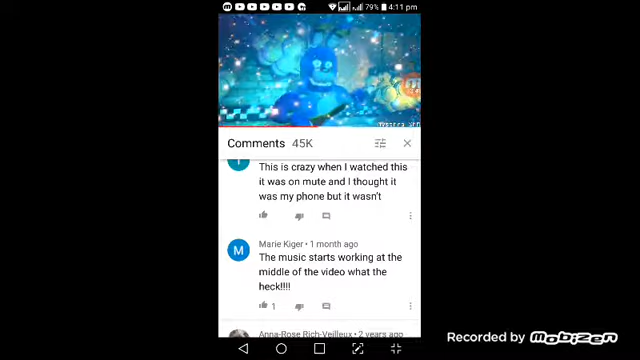 79% 4:11 pm
Comments 45K
This is crazy when I watched this
it was on mute and I thought it
was my phone but it wasn't
Marie Kiger • 1 month ago
M
The music starts working at the
middle of the video what the
heck!!!!
1
Anna-Rose Rich-Veilleux • 2 years ago
Recorded by Mobizen